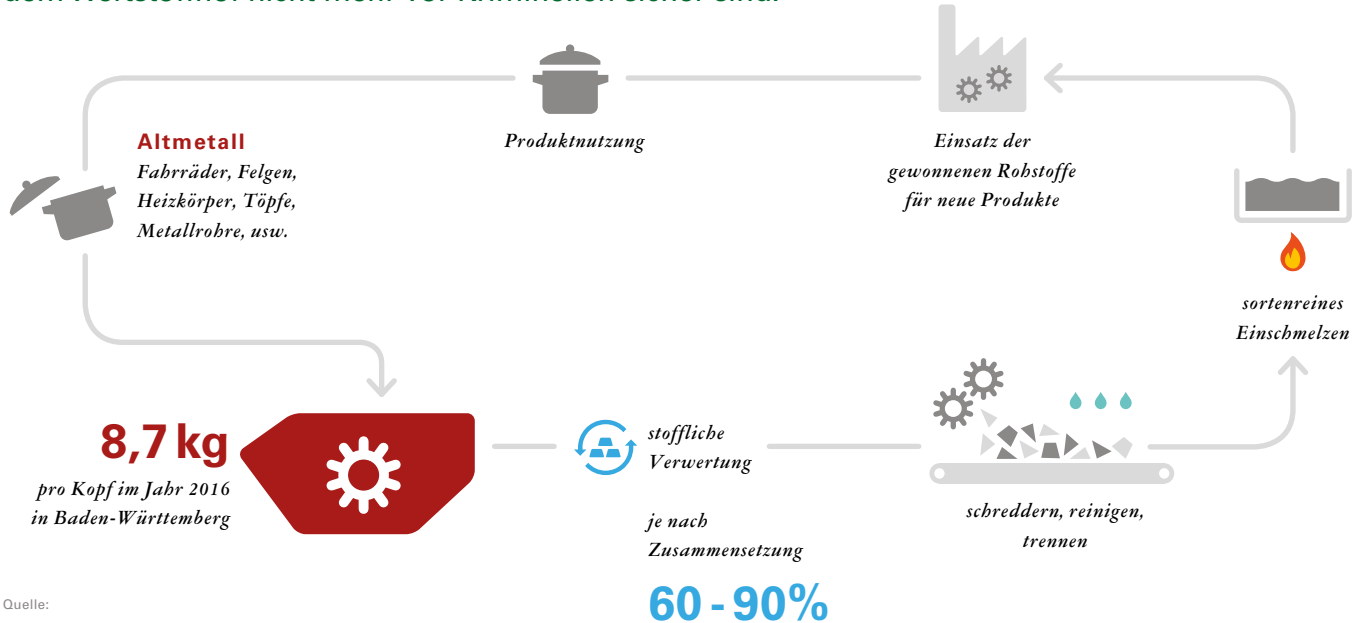 Altmetall
Fahrräder, Felgen,
Heizkörper, Töpfe,
Metallrohre, usw.
Produktnutzung
Einsatz der
gewonnenen Rohstoffe
für neue Produkte
sortenreines
Einschmelzen
8,7 kg
pro Kopf im Jahr 2016
in Baden-Württemberg
stoffliche
Verwertung
je nach
Zusammensetzung
60 - 90%
schreddern, reinigen,
trennen
Quelle: